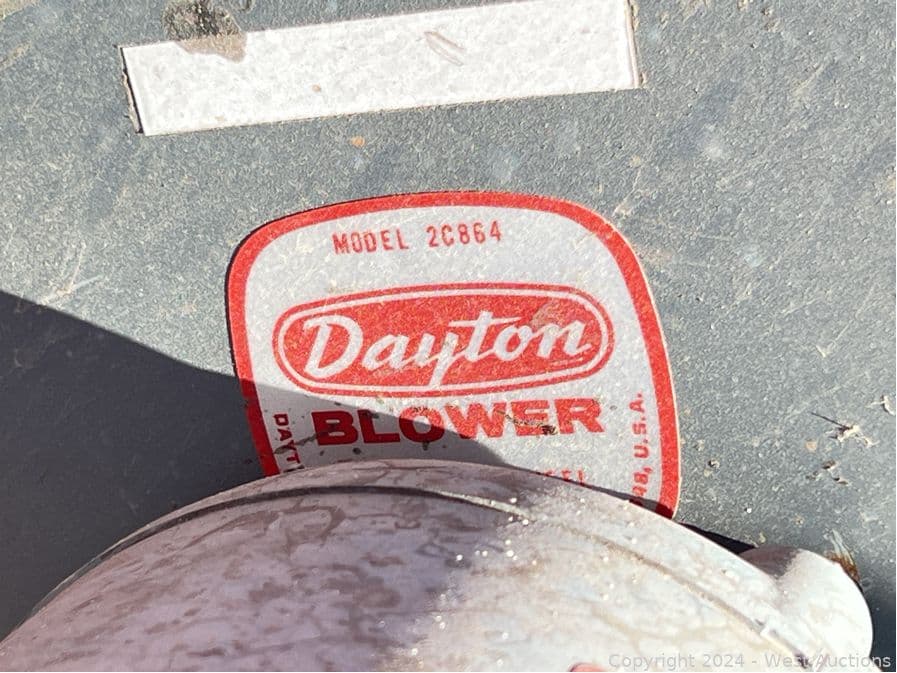 MODEL 2C864
Dayton
BLOWER
U.S.A.
Copyright 2024 - West Auctions